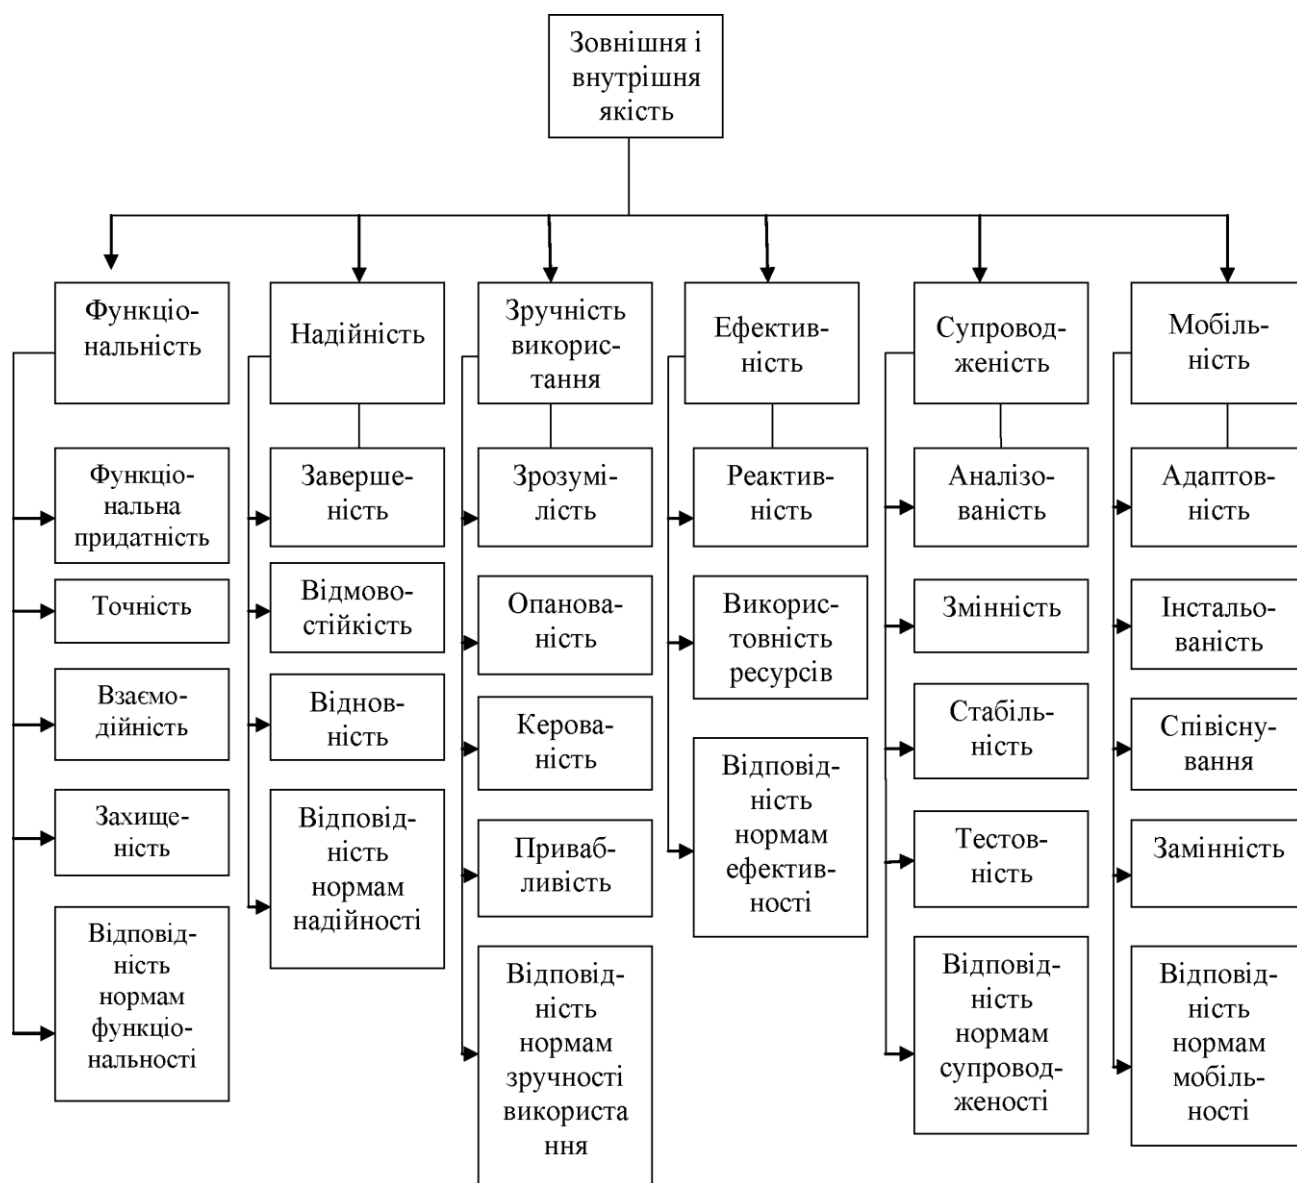 Зовнішня і
внутрішня
якість
Функціо-
нальність
Надійність
Зручність
використ-
тання
Ефектив-
ність
Супровод-
женість
Мобіль-
ність
Функціо-
нальна
придатність
Точність
Взаємо-
дійність
Захище-
ність
Відповід-
ність
нормам
функціо-
нальності
Заверше-
ність
Відмово-
стійкість
Віднов-
ність
Відповід-
ність
нормам
надійності
Зрозумі-
лість
Опанова-
ність
Керова-
ність
Приваб-
ливість
Відповід-
ність
нормам
зручності
використа
ння
Реактив-
ність
Викорис-
товність
ресурсів
Відповід-
ність
нормам
ефектив-
ності
Аналізо-
ваність
Змінність
Стабіль-
ність
Тестов-
ність
Відповід-
ність
нормам
супровод-
женості
Адаптов-
ність
Інстальо-
ваність
Співісну-
вання
Замінність
Відповід-
ність
нормам
мобіль-
ності